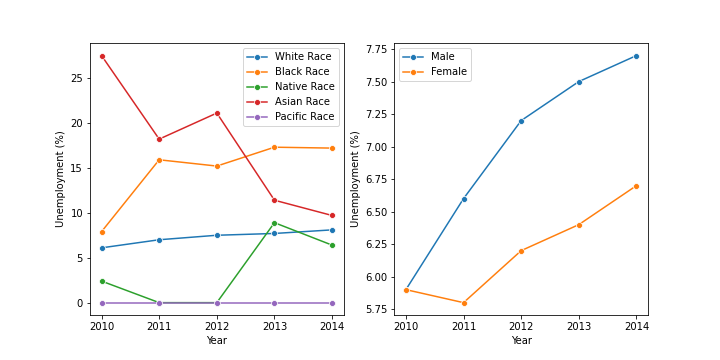 White Race
Black Race
Native Race
Asian Race
Pacific Race
25
20
15
10
5
0
Unemployment (%)
2010 2011 2012 2013 2014
Year
Male
Female
7.75
7.50
7.25
7.00
6.75
6.50
6.25
6.00
5.75
Unemployment (%)
2010 2011 2012 2013 2014
Year